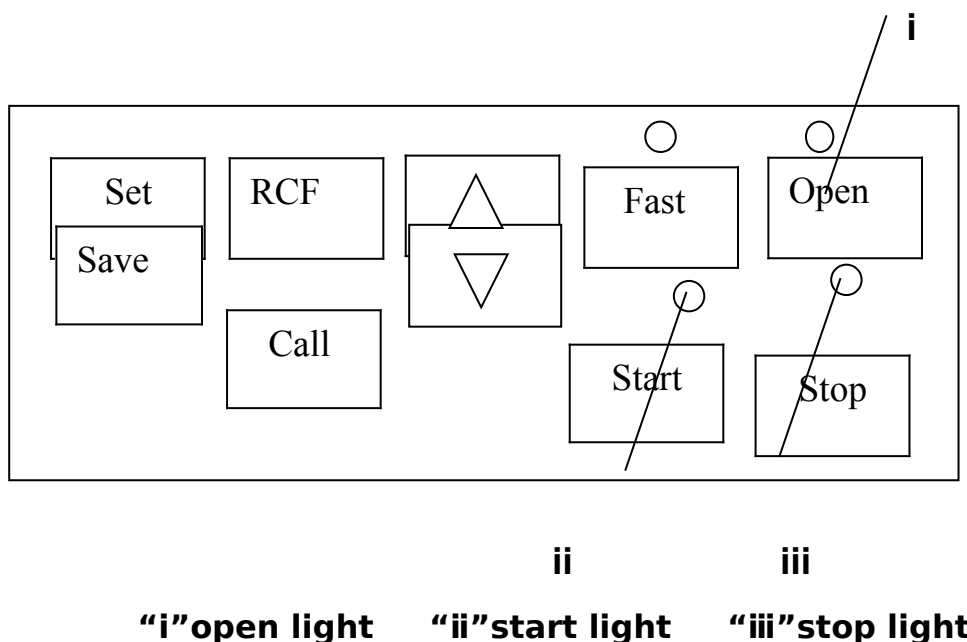 i
Set
RCF
Fast
Open
Save
Call
Start
Stop
ii
iii
“i”open light “ii”start light “iii”stop light